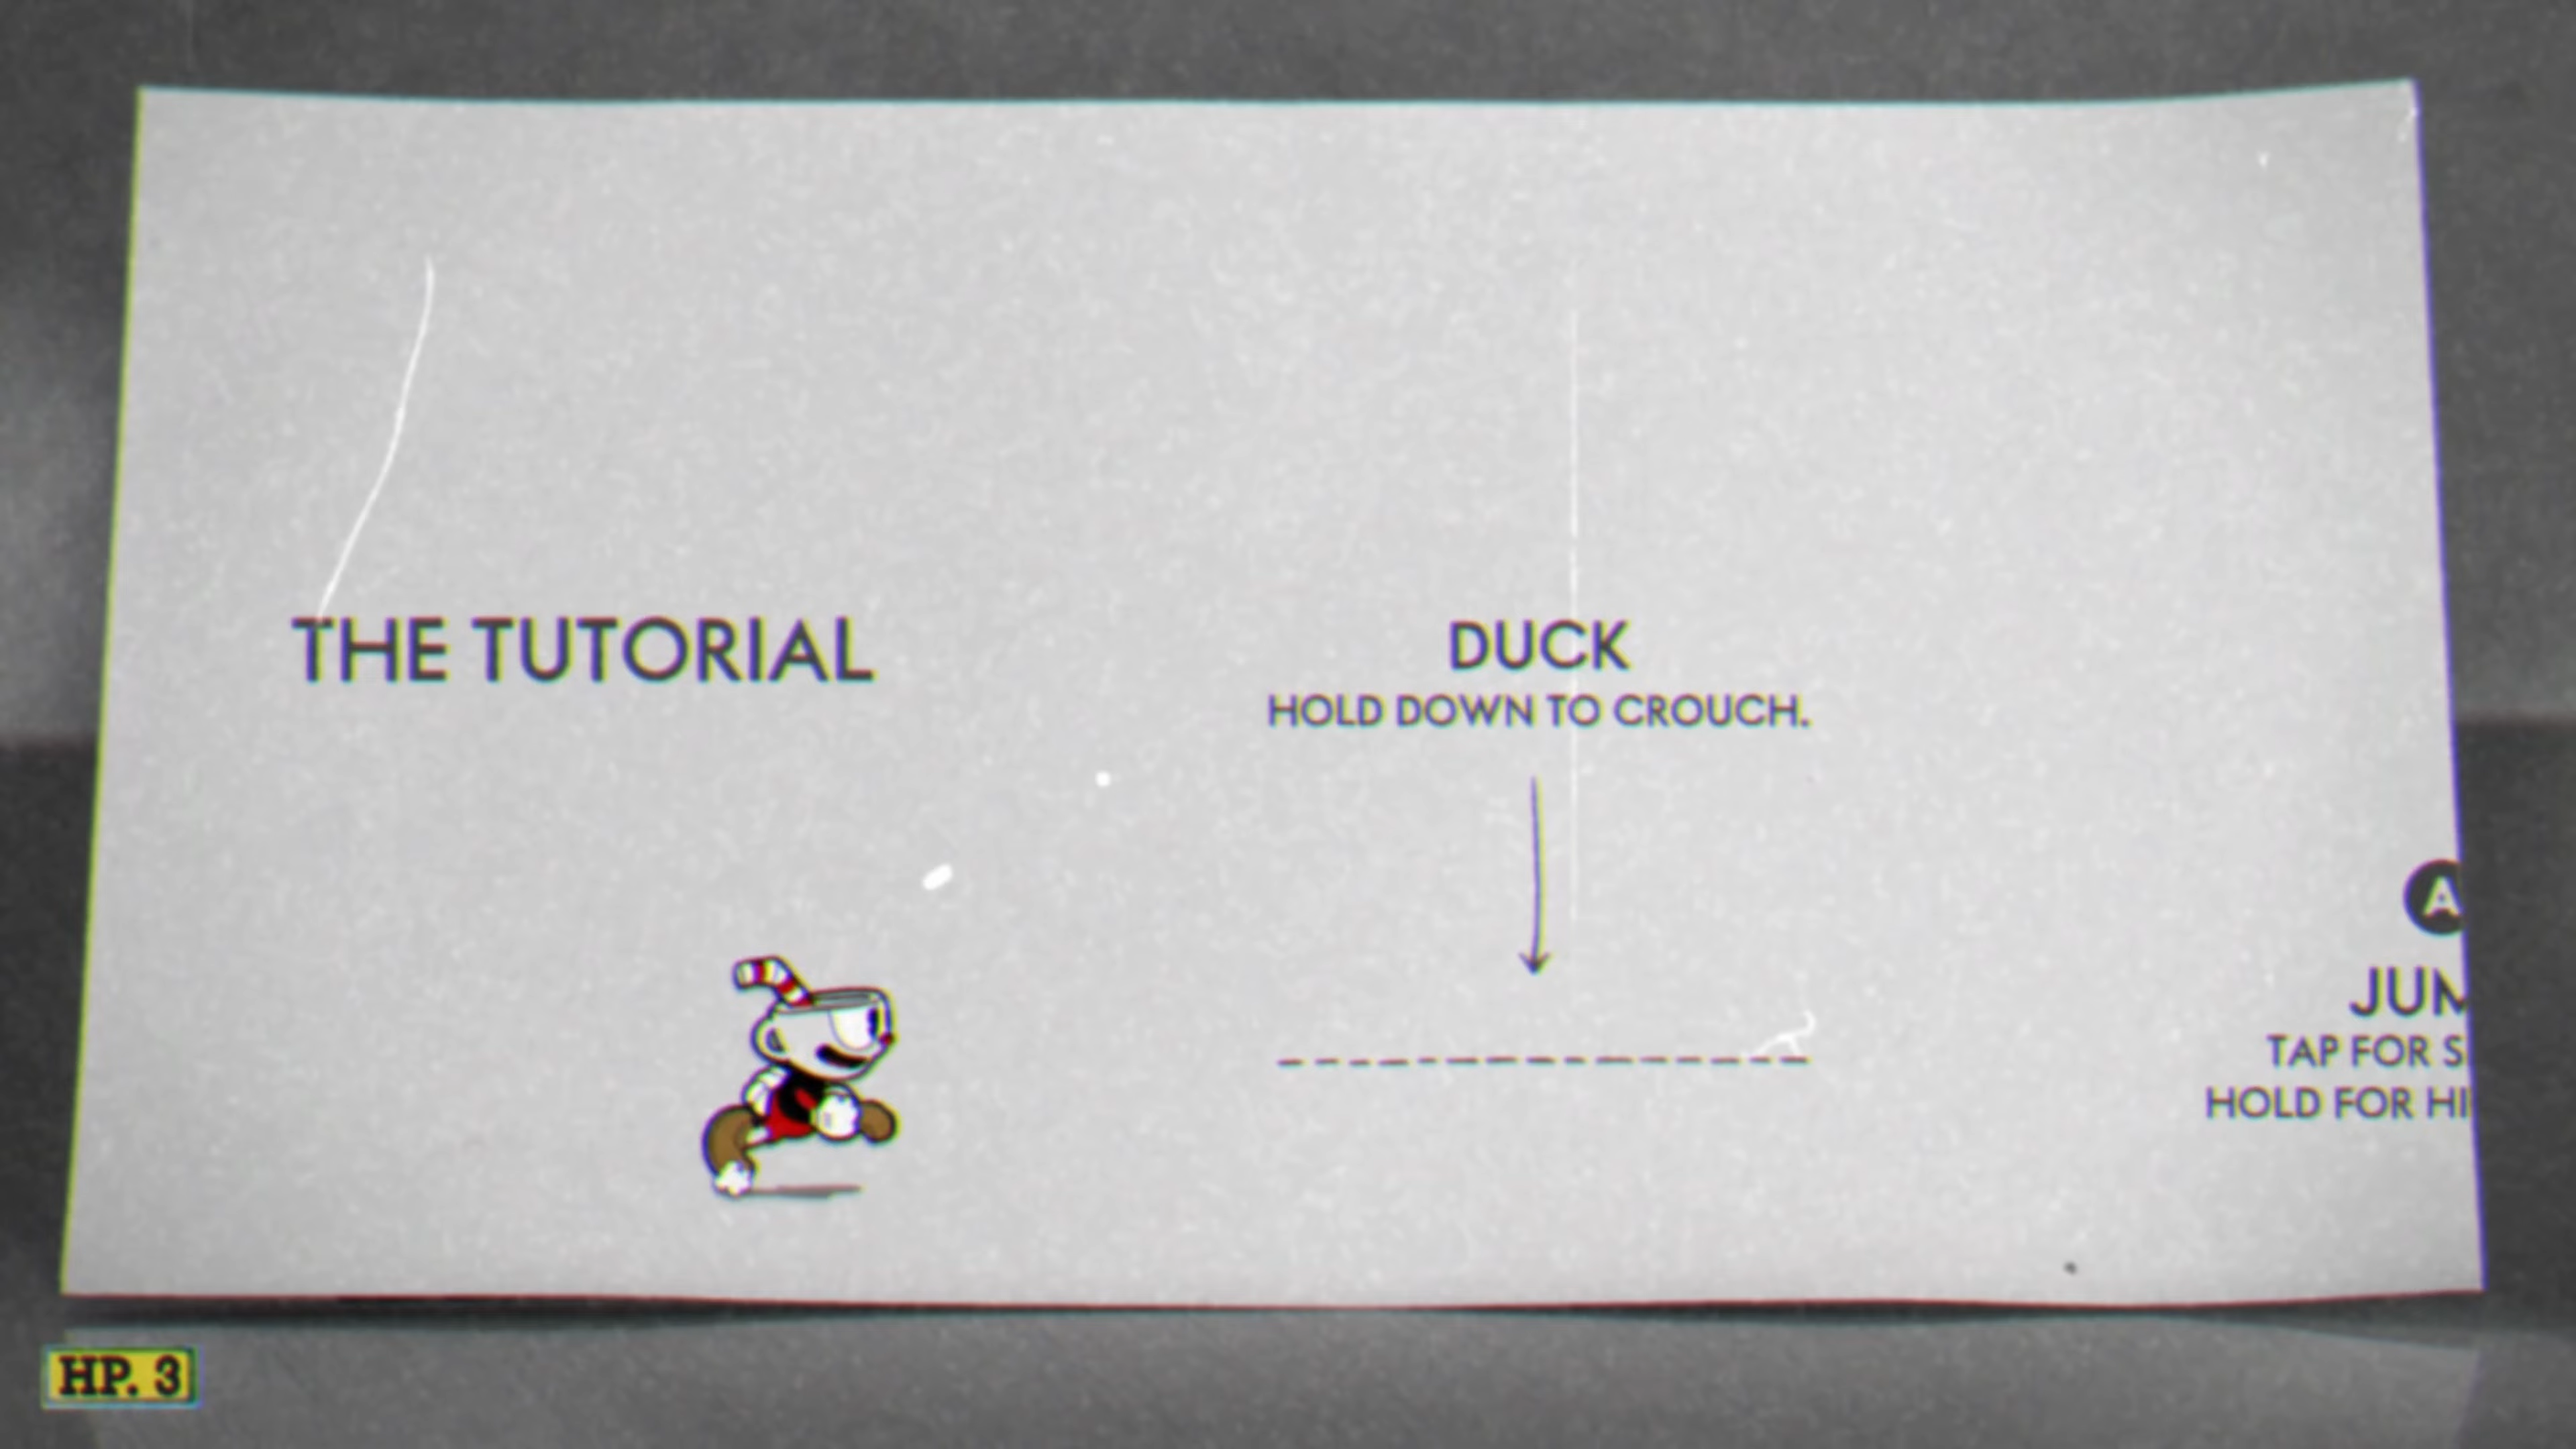 THE TUTORIAL
DUCK
HOLD DOWN TO CROUCH.
A
JUM
TAP FOR S
HOLD FOR HI
HP. 3